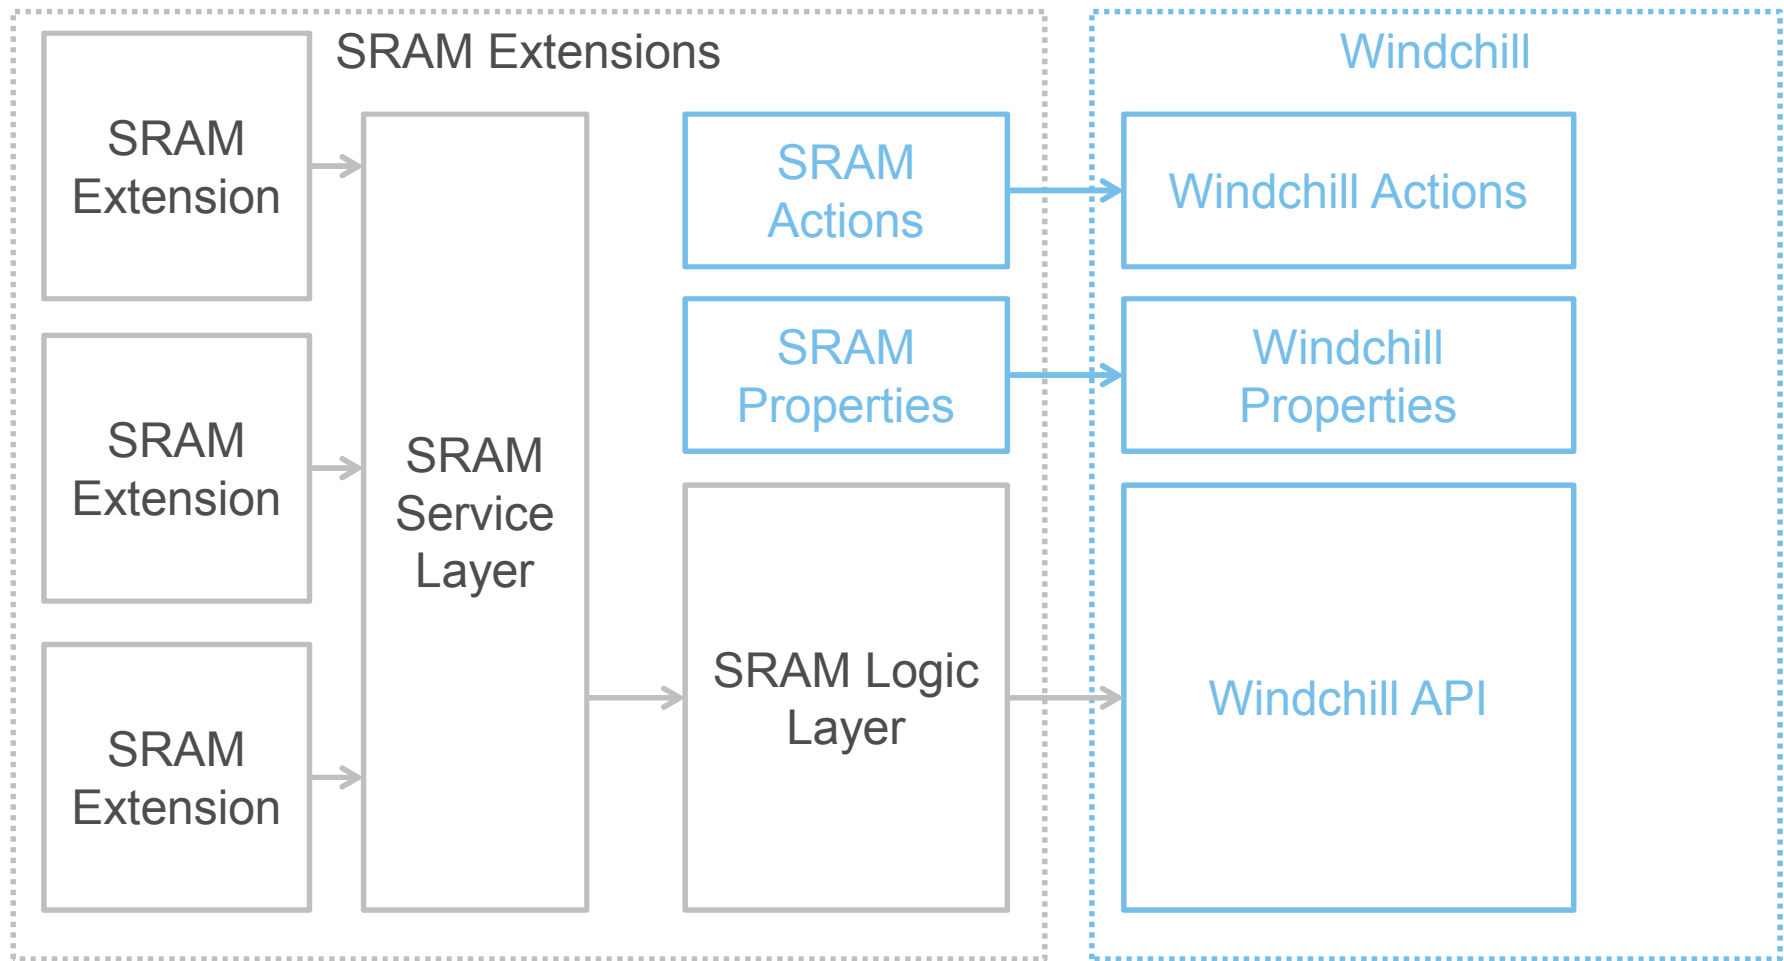 SRAM Extensions
SRAM
Extension
SRAM
Extension
SRAM
Extension
SRAM
Service
Layer
SRAM
Actions
SRAM
Properties
SRAM Logic
Layer
Windchill
Windchill Actions
Windchill
Properties
Windchill API